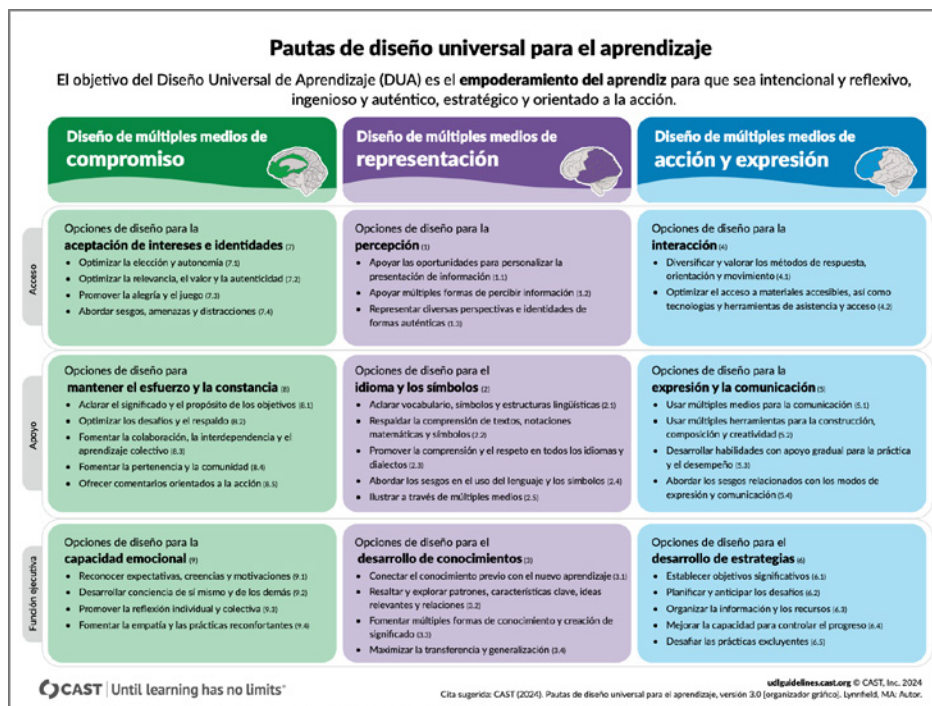 Pautas de diseño universal para el aprendizaje
El objetivo del Diseño Universal de Aprendizaje (DUA) es el empoderamiento del aprendiz para que sea intencional y reflexivo,
ingenioso y auténtico, estratégico y orientado a la acción.
Diseño de múltiples medios de
compromiso
Diseño de múltiples medios de
representación
Diseño de múltiples medios de
acción y expresión
Acceso
Opciones de diseño para la
aceptación de intereses e identidades (7)
• Optimizar la elección y autonomía (7.1)
• Optimizar la relevancia, el valor y la autenticidad (7.2)
• Promover la alegría y el juego (7.3)
• Abordar sesgos, amenazas y distracciones (7.4)
Opciones de diseño para la
percepción (1)
• Apoyar las oportunidades para personalizar la
presentación de información (1.1)
• Apoyar múltiples formas de percibir información (1.2)
• Representar diversas perspectivas e identidades de
formas auténticas (1.3)
Opciones de diseño para la
interacción (4)
• Diversificar y valorar los métodos de respuesta,
orientación y movimiento (4.1)
• Optimizar el acceso a materiales accesibles, así como
tecnologías y herramientas de asistencia y acceso (4.2)
Apoyo
Opciones de diseño para
mantener el esfuerzo y la constancia (8)
• Aclarar el significado y el propósito de los objetivos (8.1)
• Optimizar los desafíos y el respaldo (8.2)
• Fomentar la colaboración, la interdependencia y el
aprendizaje colectivo (8.3)
• Fomentar la pertenencia y la comunidad (8.4)
• Ofrecer comentarios orientados a la acción (8.5)
Opciones de diseño para el
idioma y los símbolos (2)
• Aclarar vocabulario, símbolos y estructuras lingüísticas (2.1)
• Respaldar la comprensión de textos, notaciones
matemáticas y símbolos (2.2)
• Promover la comprensión y el respeto en todos los idiomas y
dialectos (2.3)
• Abordar los sesgos en el uso del lenguaje y los símbolos (2.4)
• Ilustrar a través de múltiples medios (2.5)
Opciones de diseño para la
expresión y la comunicación (5)
• Usar múltiples medios para la comunicación (5.1)
• Usar múltiples herramientas para la construcción,
composición y creatividad (5.2)
• Desarrollar habilidades con apoyo gradual para la práctica
y el desempeño (5.3)
• Abordar los sesgos relacionados con los modos de
expresión y comunicación (5.4)
Función ejecutiva
Opciones de diseño para la
capacidad emocional (9)
• Reconocer expectativas, creencias y motivaciones (9.1)
• Desarrollar conciencia de sí mismo y de los demás (9.2)
• Promover la reflexión individual y colectiva (9.3)
• Fomentar la empatía y las prácticas reconfortantes (9.4)
Opciones de diseño para el
desarrollo de conocimientos (3)
• Conectar el conocimiento previo con el nuevo aprendizaje (3.1)
• Resaltar y explorar patrones, características clave, ideas
relevantes y relaciones (3.2)
• Fomentar múltiples formas de conocimiento y creación de
significado (3.3)
• Maximizar la transferencia y generalización (3.4)
Opciones de diseño para el
desarrollo de estrategias (6)
• Establecer objetivos significativos (6.1)
• Planificar y anticipar los desafíos (6.2)
• Organizar la información y los recursos (6.3)
• Mejorar la capacidad para controlar el progreso (6.4)
• Desafiar las prácticas excluyentes (6.5)
CAST | Until learning has no limits™
udlguidelines.cast.org © CAST, Inc. 2024
Cita sugerida: CAST (2024). Pautas de diseño universal para el aprendizaje, versión 3.0 [organizador gráfico]. Lynnfield, MA: Autor.